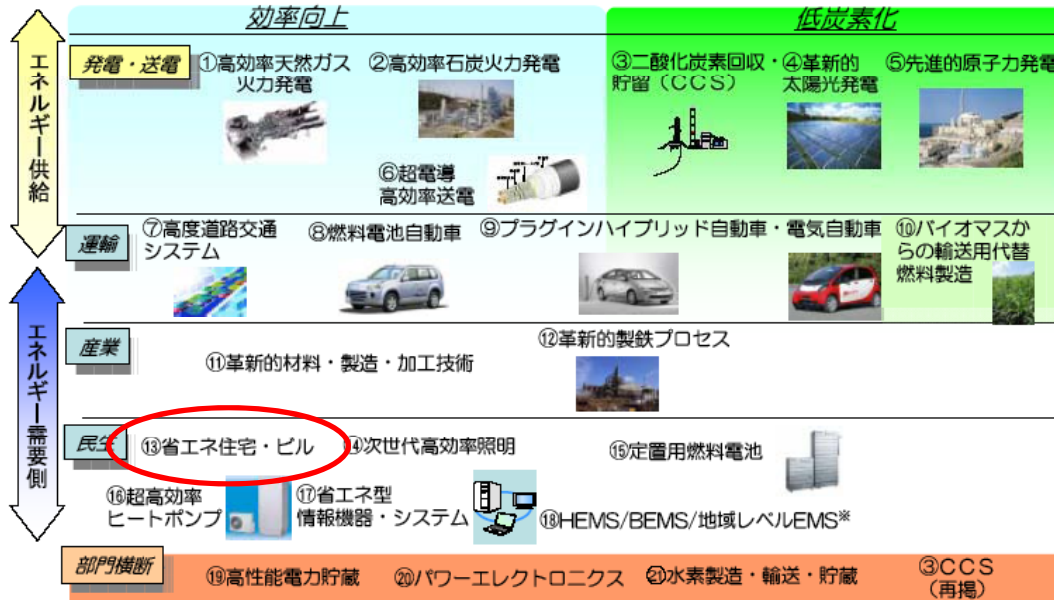 効率向上
低炭素化
エネルギー供給
発電・送電
①高効率天然ガス
火力発電
②高効率石炭火力発電
③二酸化炭素回収・
貯留（CCS）
④革新的
太陽光発電
⑤先進的原子力発電
⑥超電導
高効率送電
運輸
⑦高度道路交通
システム
⑧燃料電池自動車
⑨プラグインハイブリッド自動車・電気自動車
⑩バイオマスか
らの輸送用代替
燃料製造
エネルギー需要側
産業
⑪革新的材料・製造・加工技術
⑫革新的製鉄プロセス
民生
⑬省エネ住宅・ビル
⑭次世代高効率照明
⑮定置用燃料電池
⑯超高効率
ヒートポンプ
⑰省エネ型
情報機器・システム
⑱HEMS/BEMS/地域レベルEMS※
部門横断
⑲高性能電力貯蔵
⑳パワーエレクトロニクス
㉑水素製造・輸送・貯蔵
③CCS
（再掲）